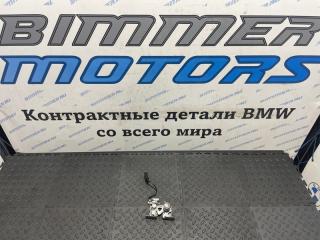 BIMMER
MOTORS
Контрактные детали BMW
со всего мира